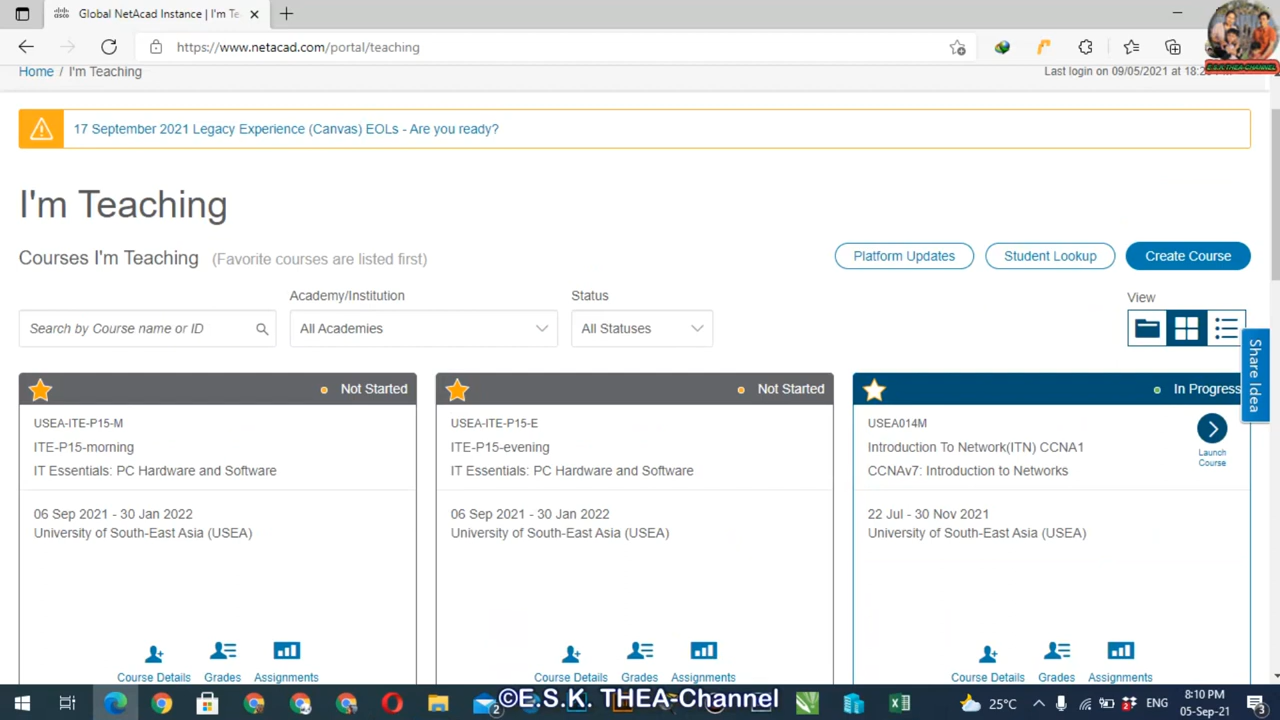 Global NetAcad Instance | I'm Te
https://www.netacad.com/portal/teaching
Home / I'm Teaching
Last login on 09/05/2021 at 18:2
E.S.K THEA-CHANNEL
17 September 2021 Legacy Experience (Canvas) EOLs - Are you ready?
I'm Teaching
Courses I'm Teaching (Favorite courses are listed first)
Platform Updates
Student Lookup
Create Course
Academy/Institution
Status
View
Search by Course name or ID
All Academies
All Statuses
Share Idea
Not Started
USEA-ITE-P15-M
ITE-P15-morning
IT Essentials: PC Hardware and Software
06 Sep 2021 - 30 Jan 2022
University of South-East Asia (USEA)
Course Details Grades Assignments
Not Started
USEA-ITE-P15-E
ITE-P15-evening
IT Essentials: PC Hardware and Software
06 Sep 2021 - 30 Jan 2022
University of South-East Asia (USEA)
Course Details Grades Assignments
In Progress
USEA014M
Introduction To Network(ITN) CCNA1
CCNAv7: Introduction to Networks
Launch
Course
22 Jul - 30 Nov 2021
University of South-East Asia (USEA)
Course Details Grades Assignments
2
©E.S.K. THEA-Channel
25°C
ENG
8:10 PM
05-Sep-21
3